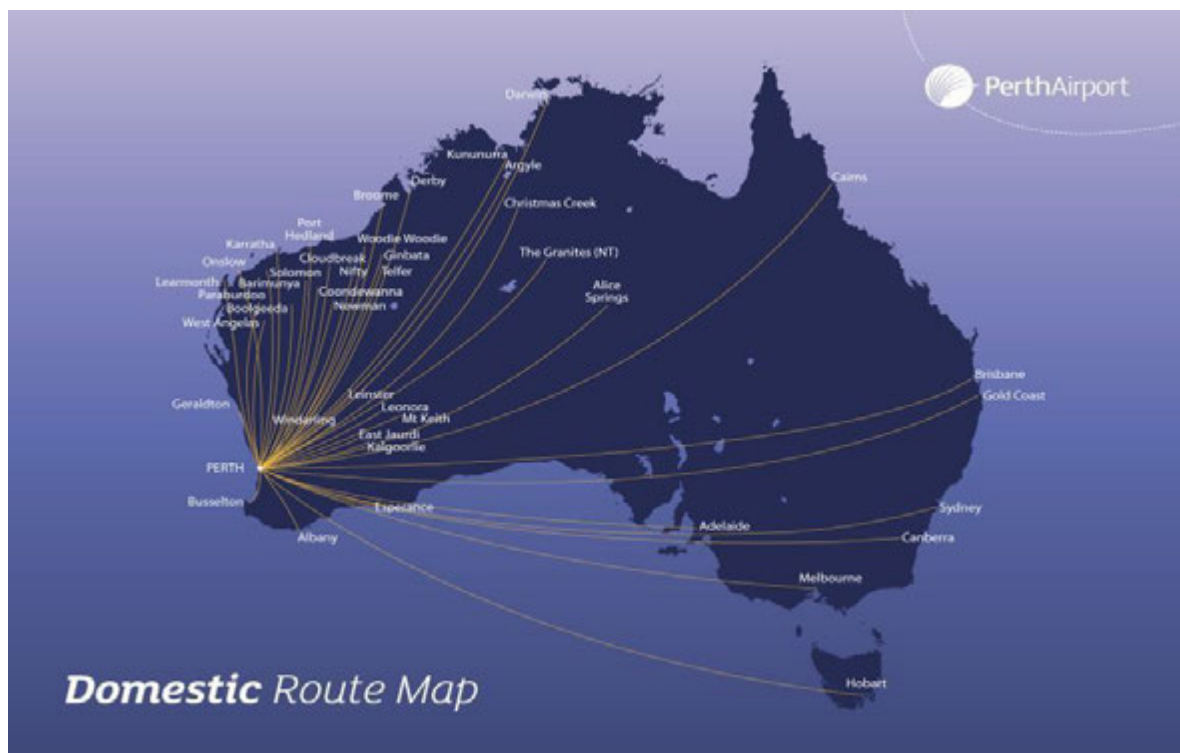 PerthAirport
Darwin
Kununurra
Argyle
Derby
Broome
Cairns
Christmas Creek
Port
Hedland
Woodie Woodie
Karratha
The Granites (NT)
Onslow
Cloudbreak
Ginbata
Solomon
Nifty
Telfer
Learmonth
Barimunya
Alice
Springs
Paraburdoo
Coondewanna
Boolgeeda
Newman
West Angelas
Brisbane
Leinster
Gold Coast
Geraldton
Leonora
Windarling
Mt Keith
East Jaurdi
Kalgoorlie
PERTH
Busselton
Esperance
Sydney
Adelaide
Albany
Canberra
Melbourne
Hobart
Domestic Route Map